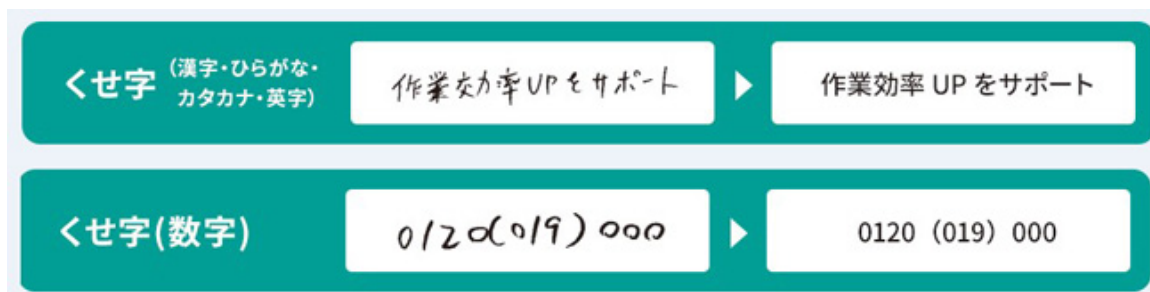 くせ字（漢字・ひらがな・
カタカナ・英字）
作業効率UPをサポート
作業効率 UP をサポート
くせ字(数字)
0120(019)000
0120（019）000